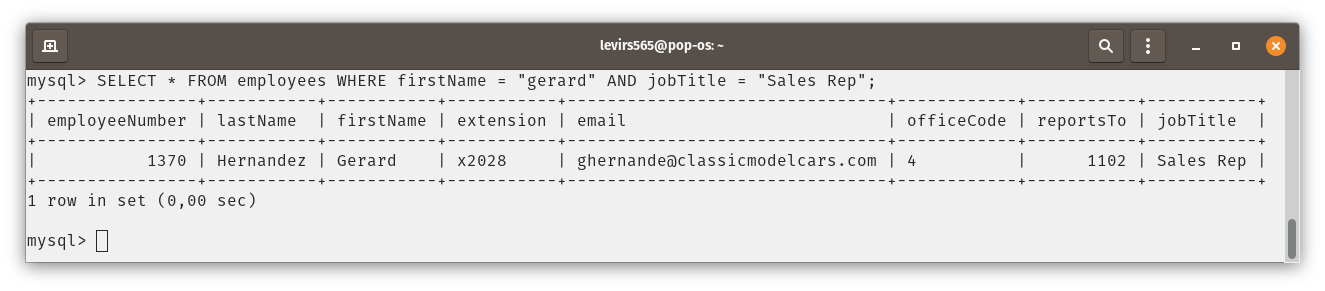 levirs565@pop-os: ~
mysql> SELECT * FROM employees WHERE firstName = "gerard" AND jobTitle = "Sales Rep";
+----------------+-----------+-----------+-----------+--------------------------------+------------+-----------+-----------+
| employeeNumber | lastName  | firstName | extension | email                          | officeCode | reportsTo | jobTitle  |
+----------------+-----------+-----------+-----------+--------------------------------+------------+-----------+-----------+
|           1370 | Hernandez | Gerard    | x2028     | ghernande@classicmodelcars.com | 4          |      1102 | Sales Rep |
+----------------+-----------+-----------+-----------+--------------------------------+------------+-----------+-----------+
1 row in set (0,00 sec)
mysql>